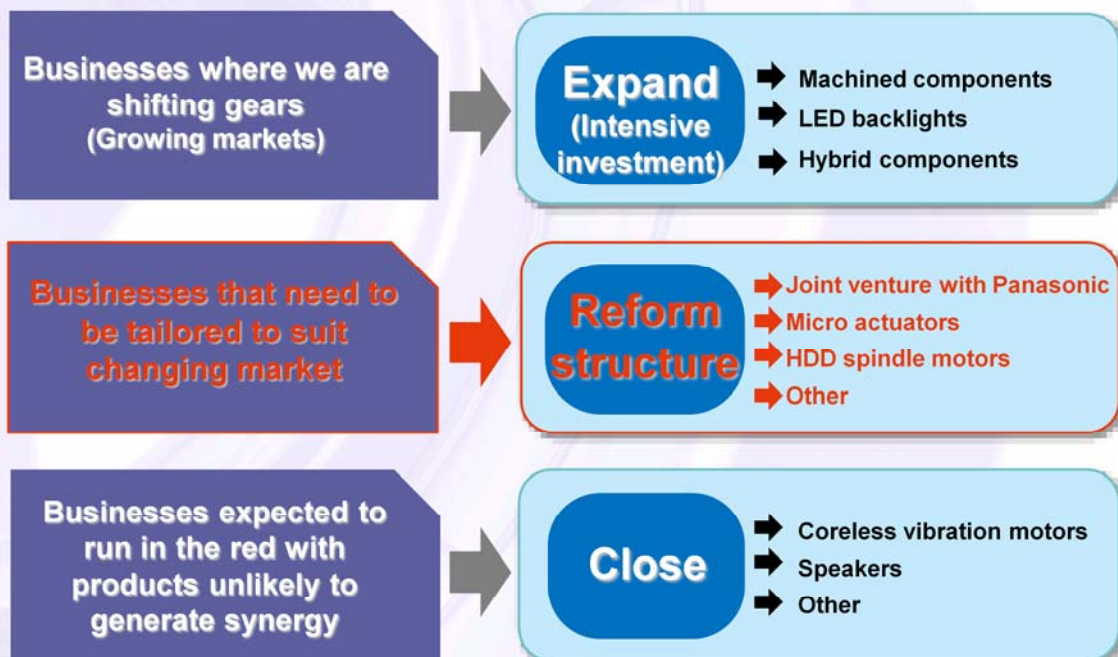 Businesses where we are
shifting gears
(Growing markets)
Expand
(Intensive
investment)
Machined components
LED backlights
Hybrid components
Businesses that need to
be tailored to suit
changing market
Reform
structure
Joint venture with Panasonic
Micro actuators
HDD spindle motors
Other
Businesses expected to
run in the red with
products unlikely to
generate synergy
Close
Coreless vibration motors
Speakers
Other